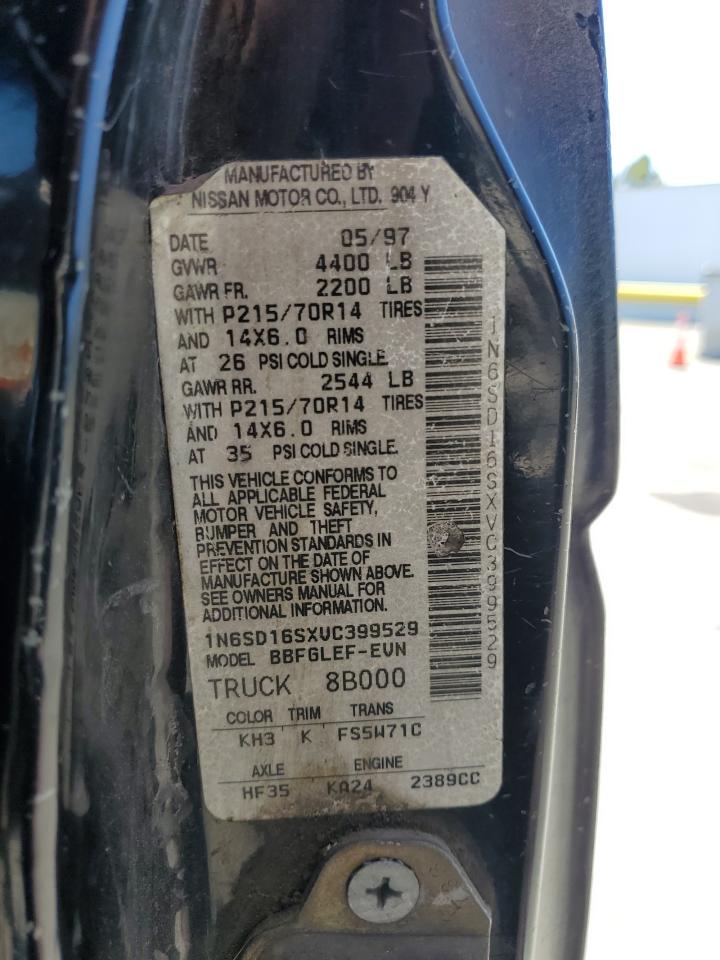 MANUFACTURED BY
NISSAN MOTOR CO., LTD. 904 Y
DATE 05/97
GVWR 4400 LB
GAWR FR. 2200 LB
WITH P215/70R14 TIRES
AND 14X6.0 RIMS
AT 26 PSI COLD SINGLE.
GAWR RR. 2544 LB
WITH P215/70R14 TIRES
AND 14X6.0 RIMS
AT 35 PSI COLD SINGLE.
THIS VEHICLE CONFORMS TO
ALL APPLICABLE FEDERAL
MOTOR VEHICLE SAFETY,
BUMPER AND THEFT
PREVENTION STANDARDS IN
EFFECT ON THE DATE OF
MANUFACTURE SHOWN ABOVE.
SEE OWNERS MANUAL FOR
ADDITIONAL INFORMATION.
1N6SD16SXVC399529
MODEL BBFGLEF-EVN
TRUCK 8B000
COLOR TRIM TRANS
KH3 K FS5W71C
AXLE ENGINE
HF35 KA24 2389CC
1N6SD16SXVC399529